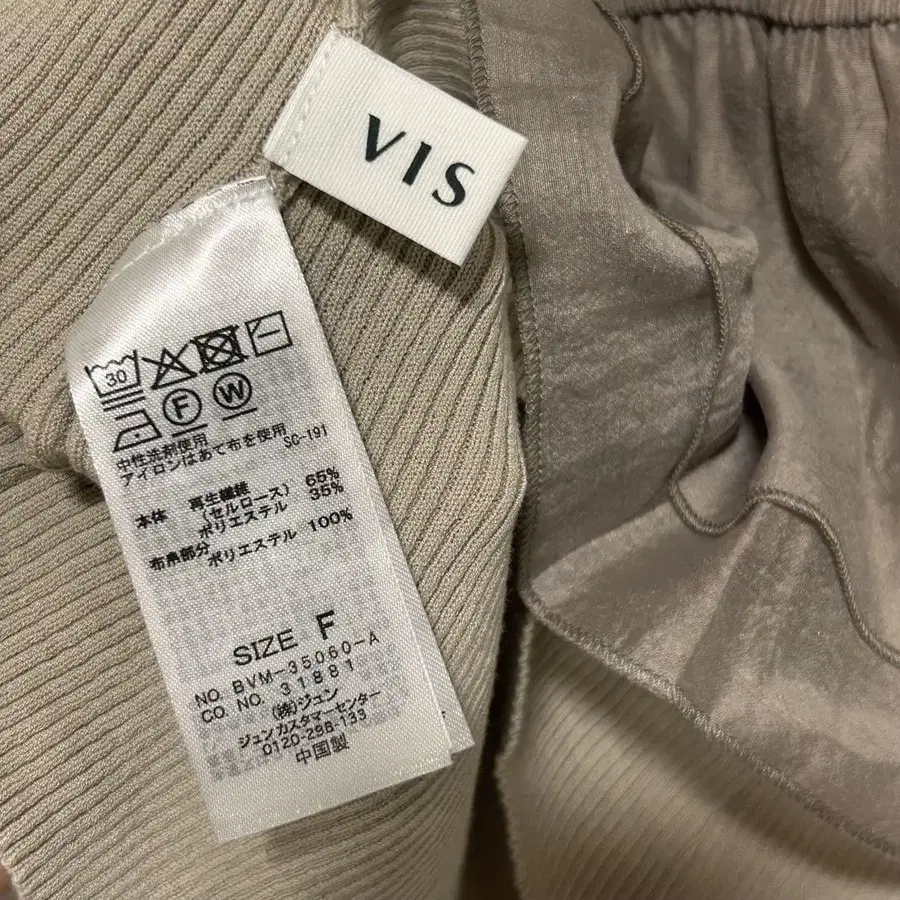 VIS
30
F W
中性洗剤使用
アイロンはあて布を使用 SC-191
本体 再生繊維 65%
(セルロース)
ポリエステル 35%
布帛部分
ポリエステル 100%
SIZE F
NO. BVM-35060-A
CO. NO. 31881
(株)ジュン
ジュンカスタマーセンター
0120-298-133
中国製